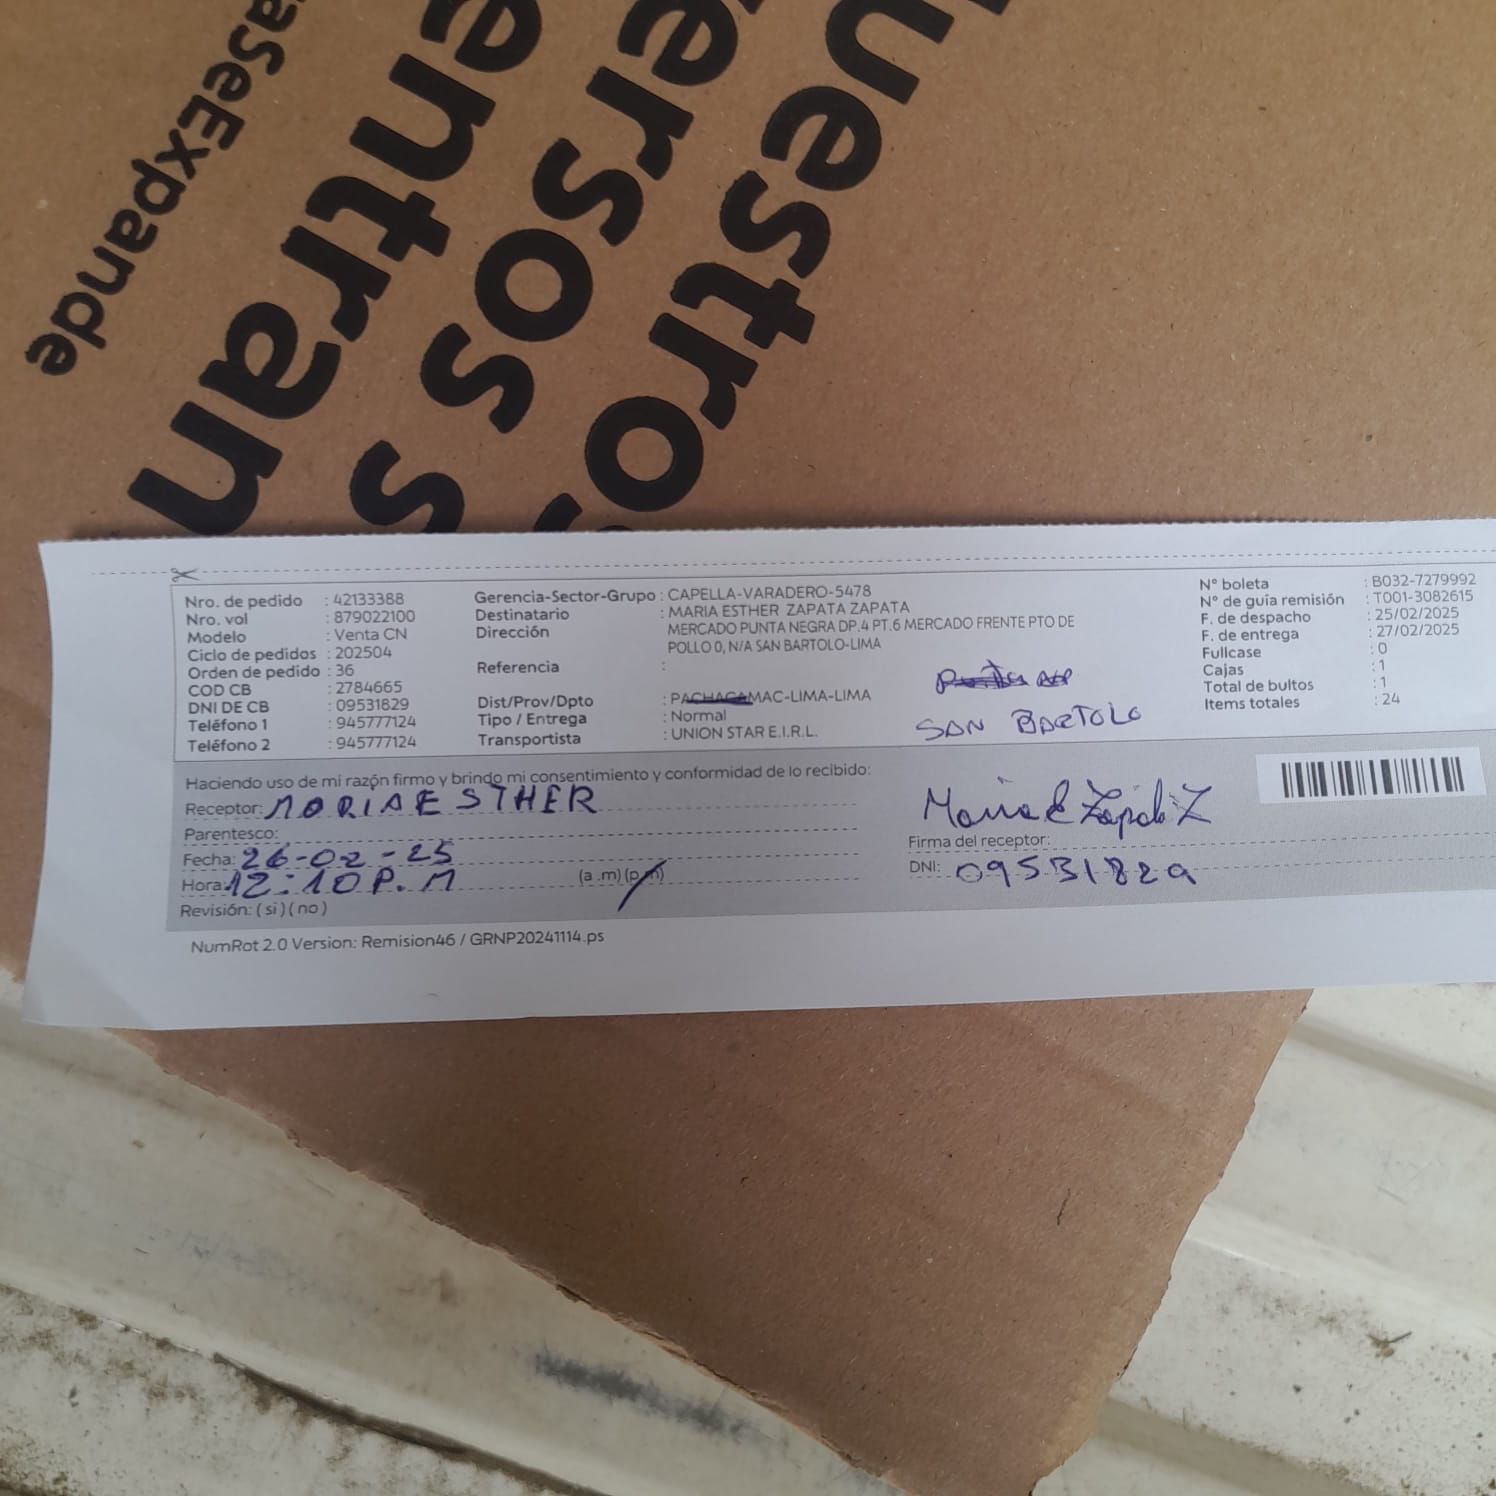 aSeExpande
entran
ersos s
uestros
Nro. de pedido : 42133388
Nro. vol : 879022100
Modelo : Venta CN
Ciclo de pedidos : 202504
Orden de pedido : 36
COD CB : 2784665
DNI DE CB : 09531829
Teléfono 1 : 945777124
Teléfono 2 : 945777124
Gerencia-Sector-Grupo : CAPELLA-VARADERO-5478
Destinatario : MARIA ESTHER ZAPATA ZAPATA
Dirección MERCADO PUNTA NEGRA DP.4 PT.6 MERCADO FRENTE PTO DE
POLLO 0, N/A SAN BARTOLO-LIMA
Referencia :
Dist/Prov/Dpto : PACHACAMAC-LIMA-LIMA
Tipo / Entrega : Normal
Transportista : UNION STAR E.I.R.L.
SAN BARTOLO
N° boleta : B032-7279992
N° de guía remisión : T001-3082615
F. de despacho : 25/02/2025
F. de entrega : 27/02/2025
Fullcase : 0
Cajas : 1
Total de bultos : 1
Items totales : 24
Haciendo uso de mi razón firmo y brindo mi consentimiento y conformidad de lo recibido:
Receptor: MARIA ESTHER
Parentesco:
Fecha: 26-02-25
Hora: 12:10 P.M (a .m) (p.m)
Revisión: ( si ) ( no )
Maria E Zapata Z
Firma del receptor:
DNI: 09531829
NumRot 2.0 Version: Remision46 / GRNP20241114.ps